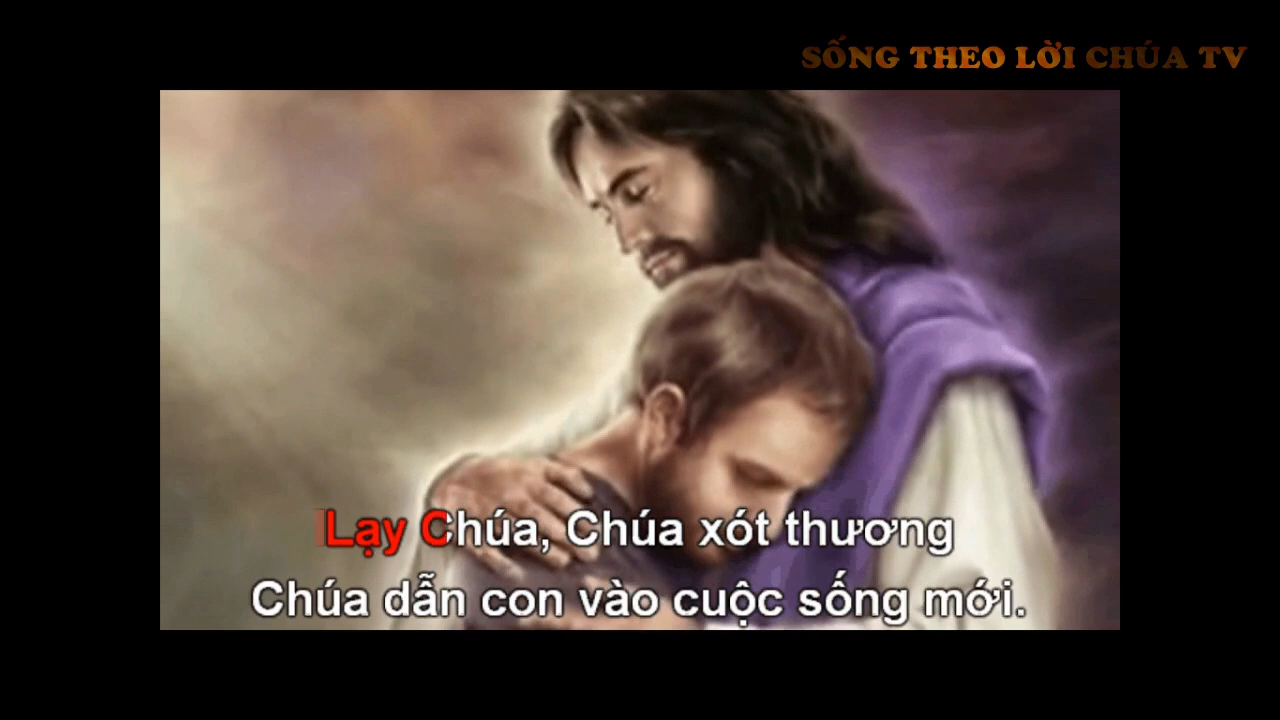 SỐNG THEO LỜI CHÚA TV
Lạy Chúa, Chúa xót thương
Chúa dẫn con vào cuộc sống mới.